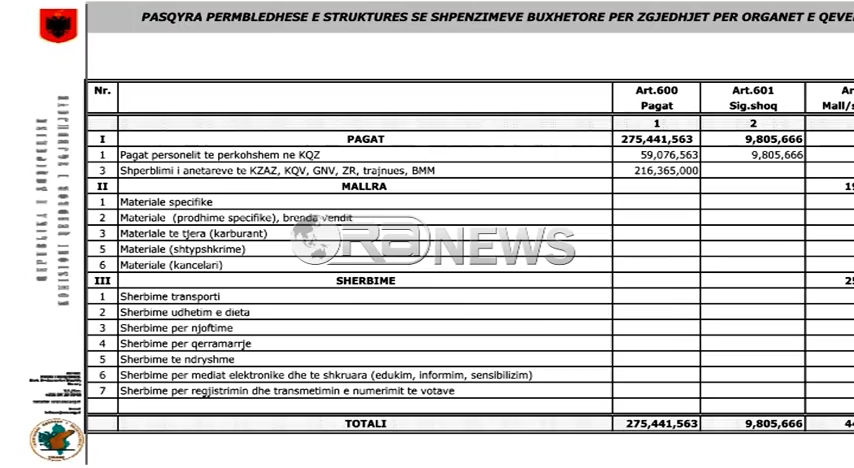 PASQYRA PERMBLEDHESE E STRUKTURES SE SHPENZIMEVE BUXHETORE PER ZGJEDHJET PER ORGANET E QEVE
Nr. Art.600 Art.601
Pagat Sig.shoq Mall/s
1 2
I PAGAT 275,441,563 9,805,666
1 Pagat personelit te perkohshem ne KQZ 59,076,563 9,805,666
3 Shperblimi i anetareve te KZAZ, KQV, GNV, ZR, trajnues, BMM 216,365,000
II MALLRA
1 Materiale specifike
2 Materiale (prodhime specifike), brenda vendit
3 Materiale te tjera (karburant)
5 Materiale (shtypshkrime)
6 Materiale (kancelari)
III SHERBIME
1 Sherbime transporti
2 Sherbime udhetim e dieta
3 Sherbime per njoftime
4 Sherbime per qerramarrje
5 Sherbime te ndryshme
6 Sherbime per mediat elektronike dhe te shkruara (edukim, informim, sensibilizim)
7 Sherbime per regjistrimin dhe transmetimin e numerimit te votave
TOTALI 275,441,563 9,805,666
ORA NEWS
REPUBLIKA E SHQIPERISE
KOMISIONI QENDROR I ZGJEDHJEVE